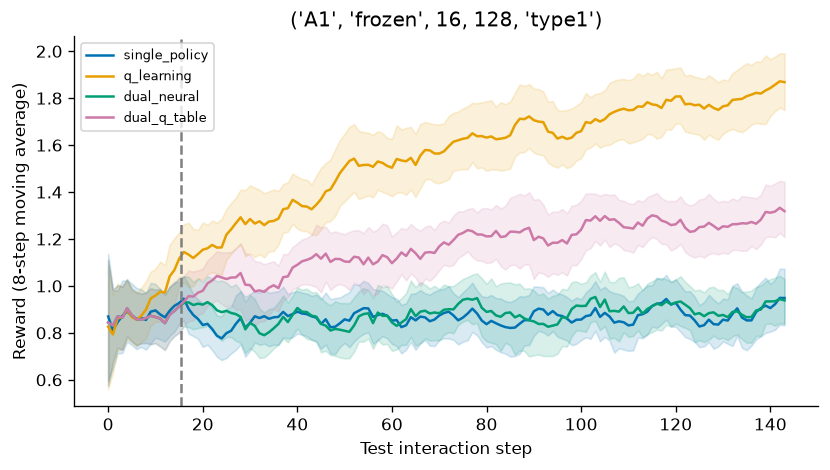 ('A1', 'frozen', 16, 128, 'type1')
single_policy
q_learning
dual_neural
dual_q_table
Reward (8-step moving average)
2.0
1.8
1.6
1.4
1.2
1.0
0.8
0.6
0 20 40 60 80 100 120 140
Test interaction step